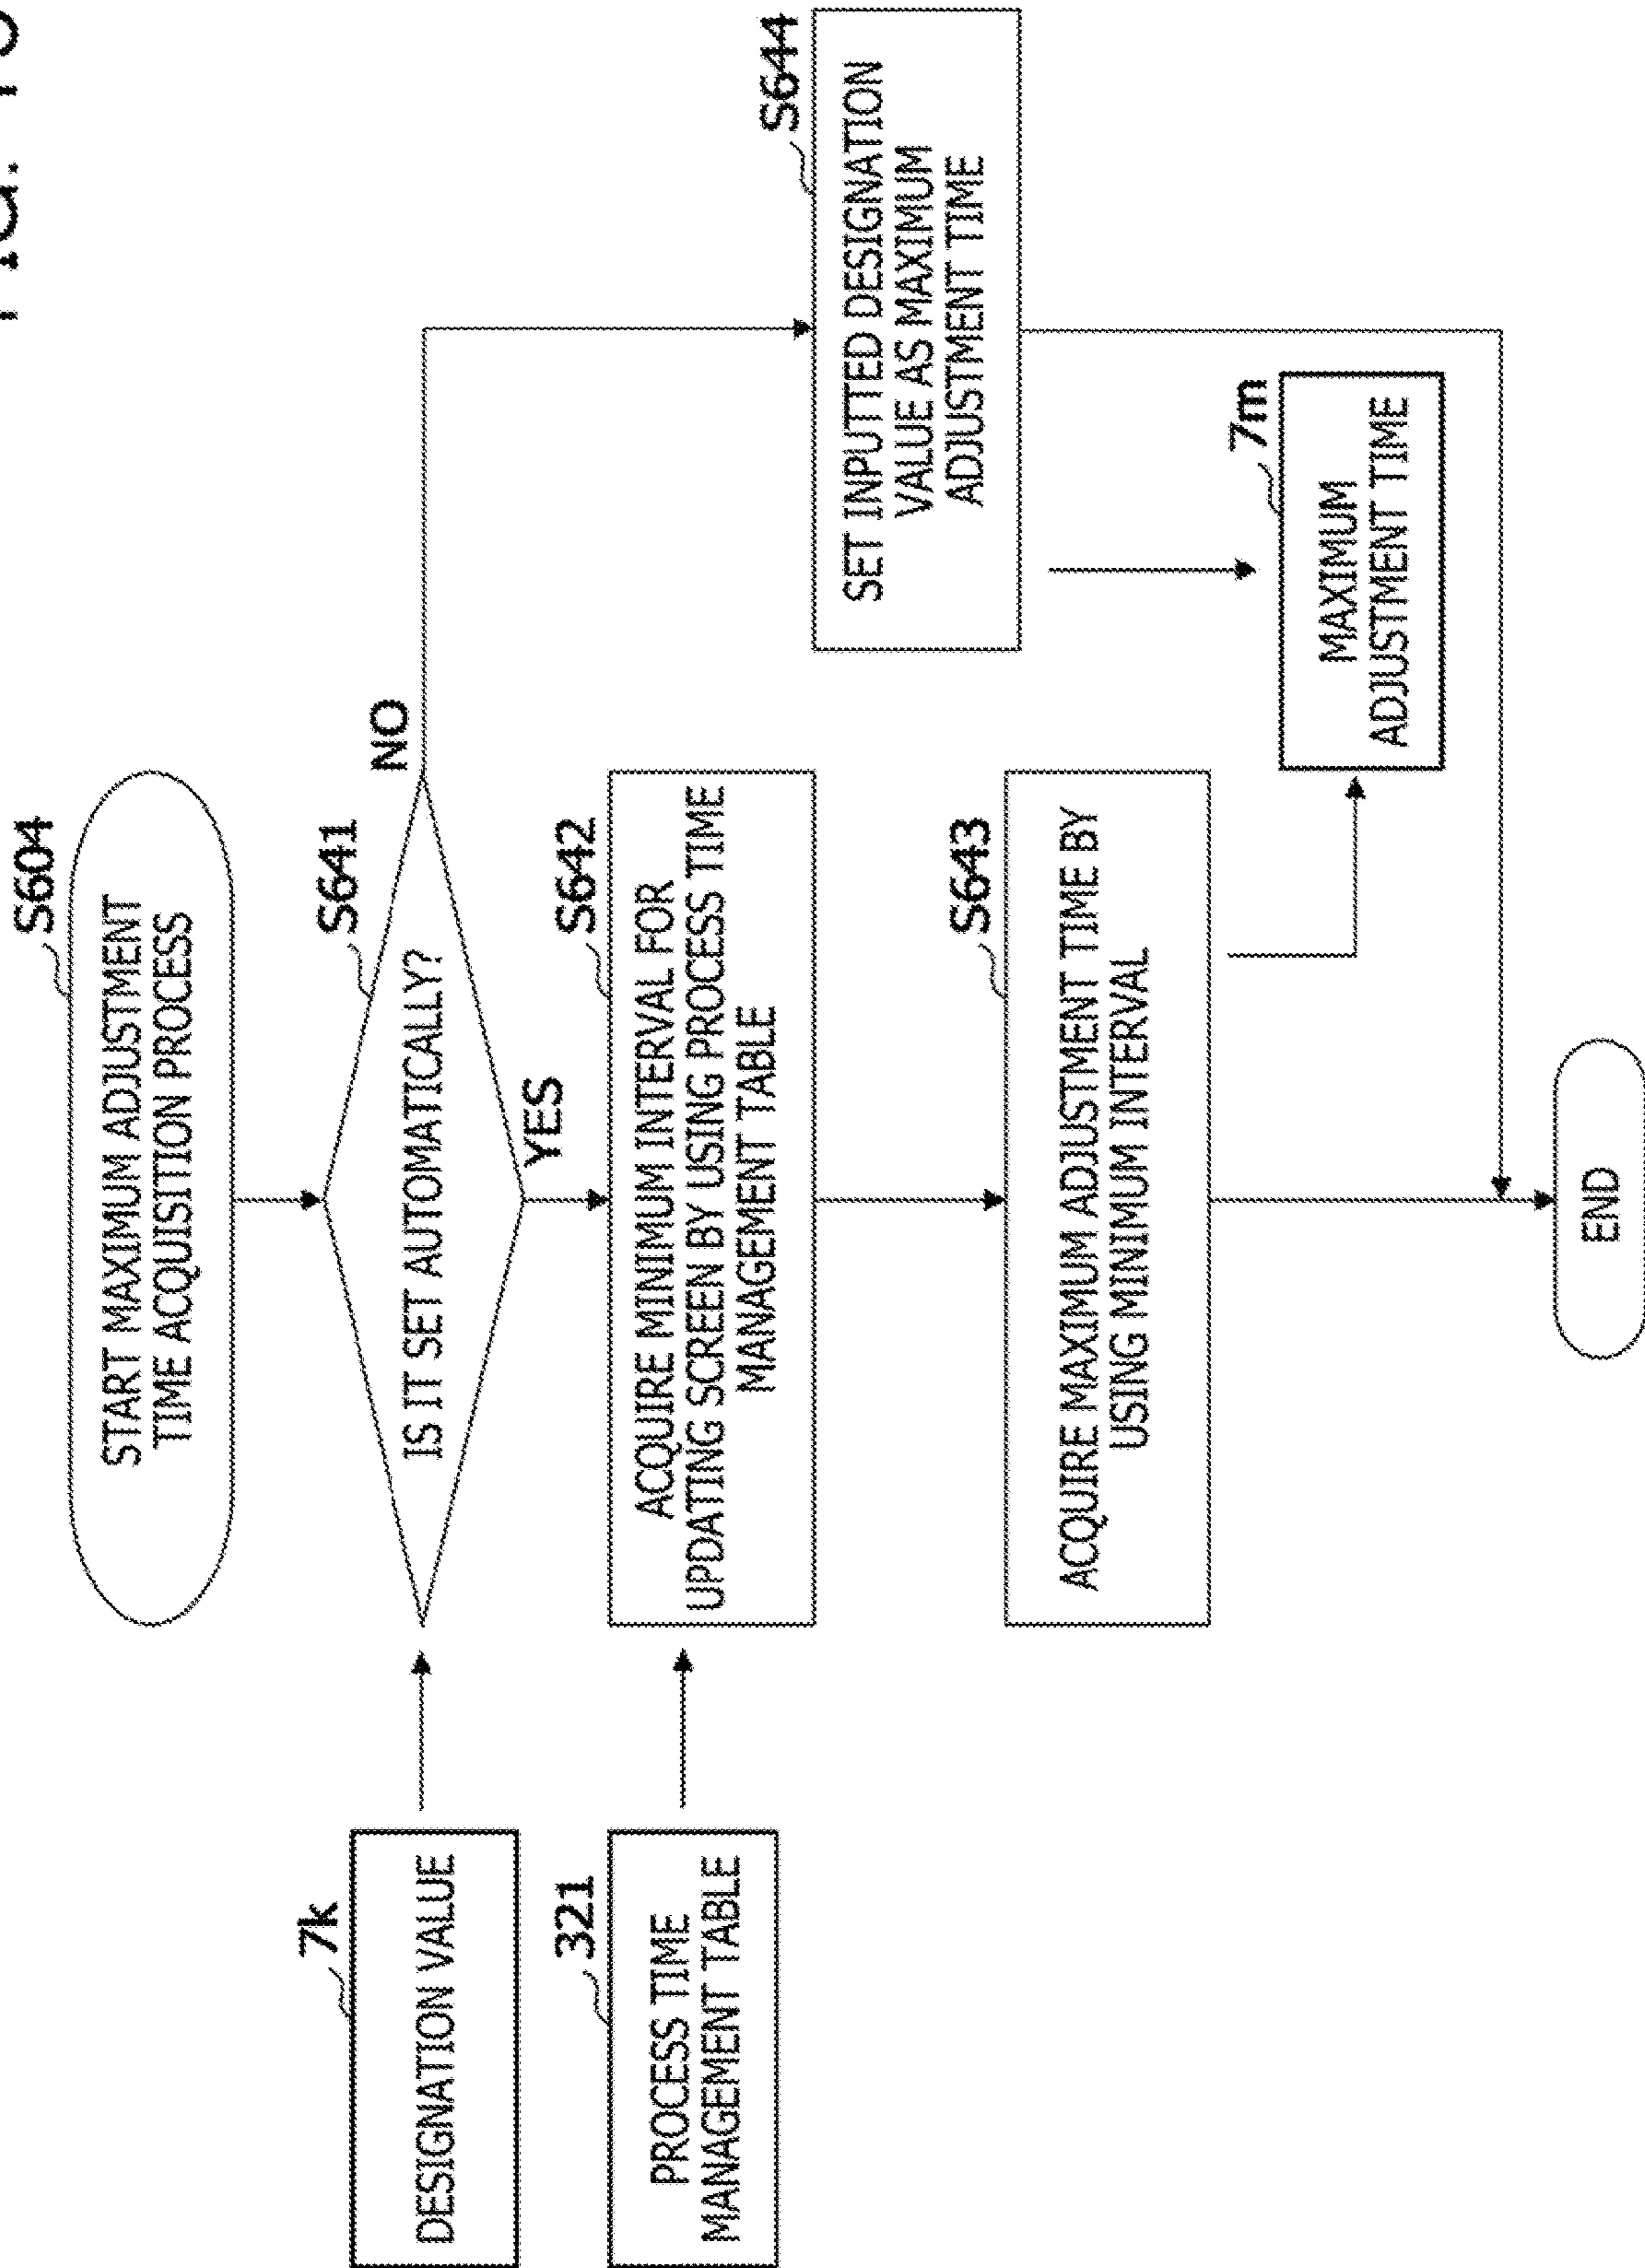 S604
START MAXIMUM ADJUSTMENT
TIME ACQUISITION PROCESS
7k
DESIGNATION VALUE
S641
IS IT SET AUTOMATICALLY?
NO
YES
321
PROCESS TIME
MANAGEMENT TABLE
S642
ACQUIRE MINIMUM INTERVAL FOR
UPDATING SCREEN BY USING PROCESS TIME
MANAGEMENT TABLE
S644
SET INPUTTED DESIGNATION
VALUE AS MAXIMUM
ADJUSTMENT TIME
S643
ACQUIRE MAXIMUM ADJUSTMENT TIME BY
USING MINIMUM INTERVAL
7m
MAXIMUM
ADJUSTMENT TIME
END